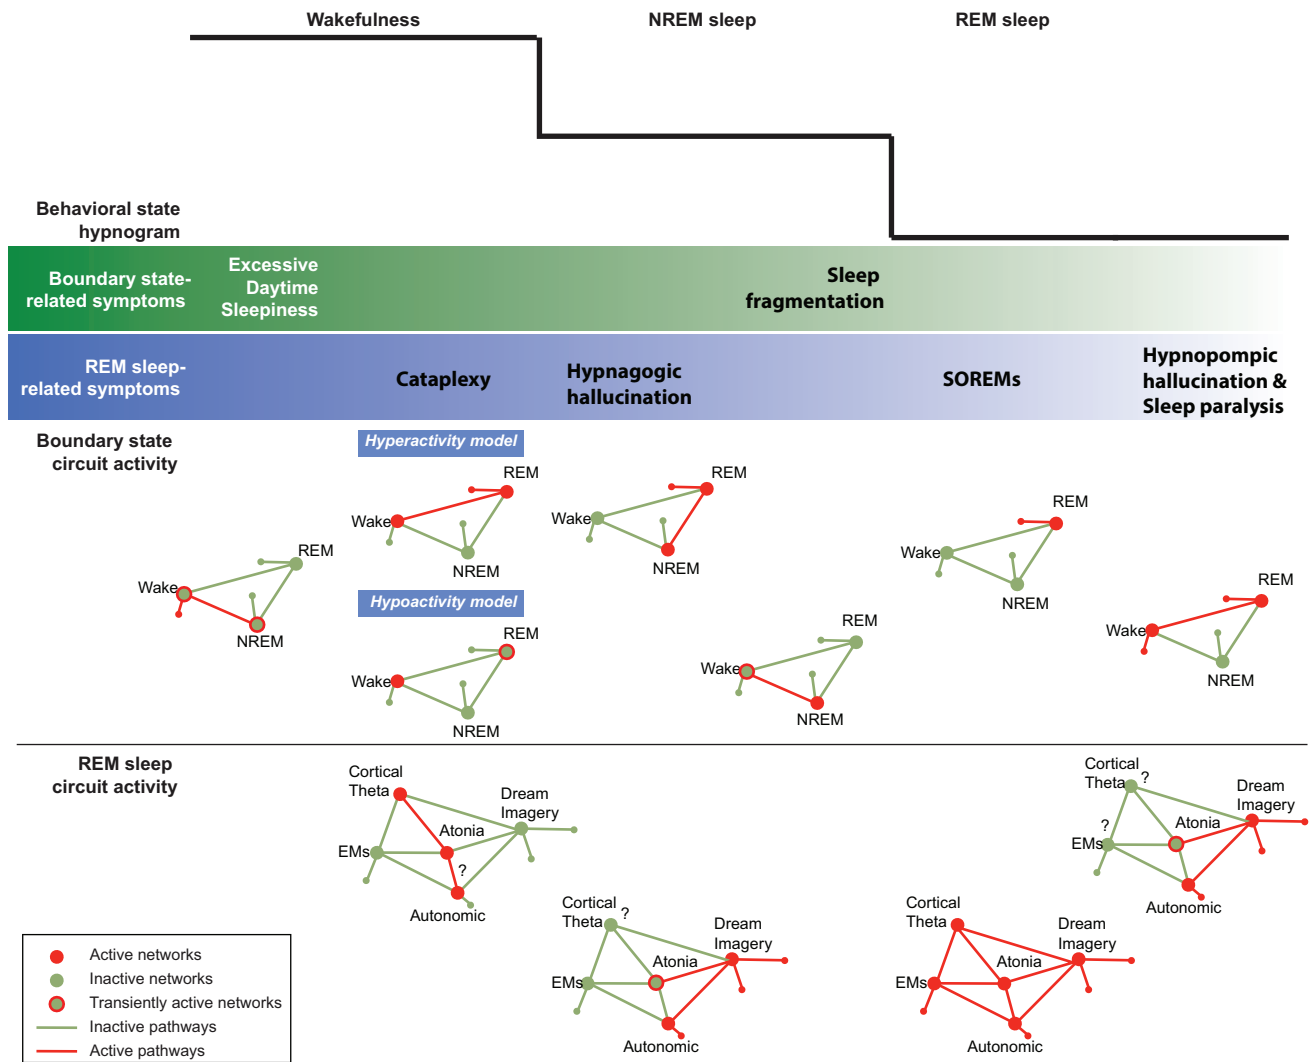 Wakefulness
NREM sleep
REM sleep
Behavioral state
hypnogram
Boundary state-
related symptoms
Excessive
Daytime
Sleepiness
Sleep
fragmentation
REM sleep-
related symptoms
Cataplexy
Hypnagogic
hallucination
SOREMs
Hypnopompic
hallucination &
Sleep paralysis
Boundary state
circuit activity
Hyperactivity model
REM
Wake
NREM
REM
Wake
NREM
REM
Wake
NREM
REM
Wake
NREM
Hypoactivity model
REM
Wake
NREM
REM
Wake
NREM
REM
Wake
NREM
REM sleep
circuit activity
Cortical
Theta
Dream
Imagery
Atonia
EMs
?
Autonomic
Cortical
Theta
?
Dream
Imagery
Atonia
EMs
Autonomic
Cortical
Theta
Dream
Imagery
Atonia
EMs
Autonomic
Cortical
Theta
?
Dream
Imagery
?
Atonia
EMs
Autonomic
Active networks
Inactive networks
Transiently active networks
Inactive pathways
Active pathways